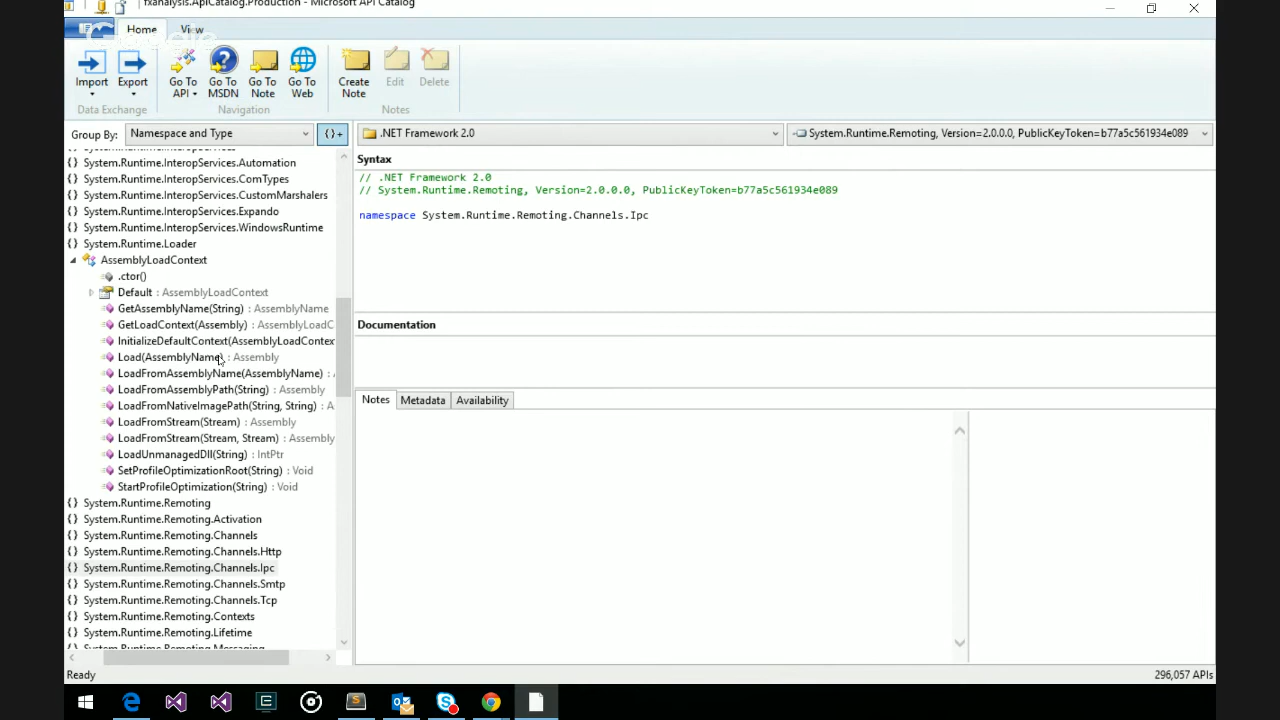 fxanalysis.ApiCatalog.Production - Microsoft API Catalog
Home View
Import Export Go To API Go To MSDN Go To Note Go To Web Create Note Edit Delete
Data Exchange Navigation Notes
Group By: Namespace and Type {}+ .NET Framework 2.0 System.Runtime.Remoting, Version=2.0.0.0, PublicKeyToken=b77a5c561934e089
System.Runtime.InteropServices
{} System.Runtime.InteropServices.Automation
{} System.Runtime.InteropServices.ComTypes
{} System.Runtime.InteropServices.CustomMarshalers
{} System.Runtime.InteropServices.Expando
{} System.Runtime.InteropServices.WindowsRuntime
{} System.Runtime.Loader
AssemblyLoadContext
.ctor()
Default : AssemblyLoadContext
GetAssemblyName(String) : AssemblyName
GetLoadContext(Assembly) : AssemblyLoadC
InitializeDefaultContext(AssemblyLoadContex
Load(AssemblyName) : Assembly
LoadFromAssemblyName(AssemblyName) :
LoadFromAssemblyPath(String) : Assembly
LoadFromNativeImagePath(String, String) : A
LoadFromStream(Stream) : Assembly
LoadFromStream(Stream, Stream) : Assembly
LoadUnmanagedDll(String) : IntPtr
SetProfileOptimizationRoot(String) : Void
StartProfileOptimization(String) : Void
{} System.Runtime.Remoting
{} System.Runtime.Remoting.Activation
{} System.Runtime.Remoting.Channels
{} System.Runtime.Remoting.Channels.Http
{} System.Runtime.Remoting.Channels.Ipc
{} System.Runtime.Remoting.Channels.Smtp
{} System.Runtime.Remoting.Channels.Tcp
{} System.Runtime.Remoting.Contexts
{} System.Runtime.Remoting.Lifetime
System.Runtime.Remoting.Messaging
Syntax
// .NET Framework 2.0
// System.Runtime.Remoting, Version=2.0.0.0, PublicKeyToken=b77a5c561934e089
namespace System.Runtime.Remoting.Channels.Ipc
Documentation
Notes Metadata Availability
Ready 296,057 APIs